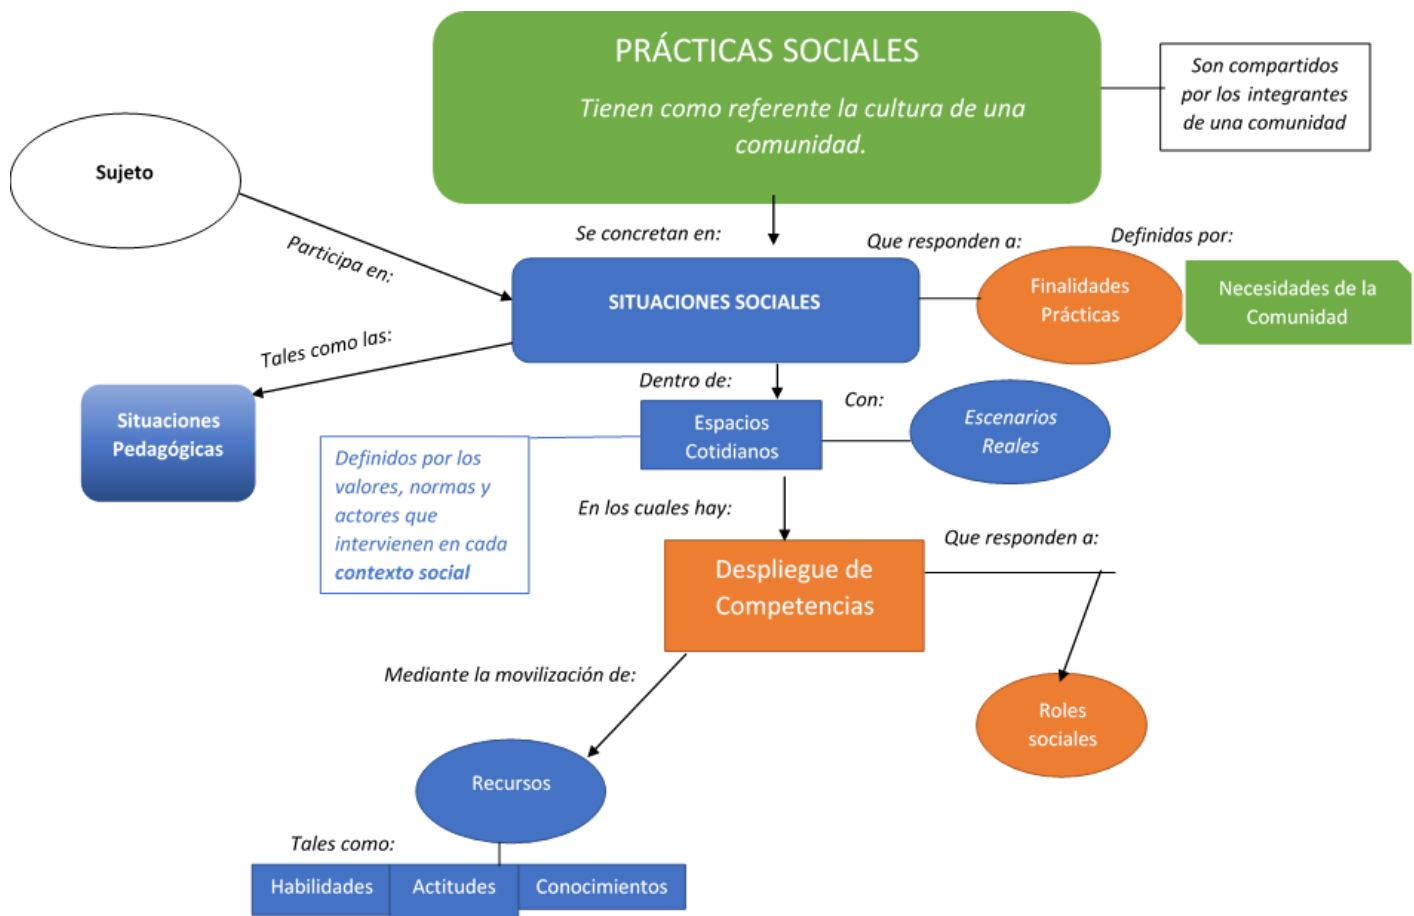 PRÁCTICAS SOCIALES
Tienen como referente la cultura de una
comunidad.
Son compartidos
por los integrantes
de una comunidad
Sujeto
Participa en:
Se concretan en:
Que responden a:
Definidas por:
SITUACIONES SOCIALES
Finalidades
Prácticas
Necesidades de la
Comunidad
Tales como las:
Situaciones
Pedagógicas
Dentro de:
Con:
Espacios
Cotidianos
Escenarios
Reales
Definidos por los
valores, normas y
actores que
intervienen en cada
contexto social
En los cuales hay:
Que responden a:
Despliegue de
Competencias
Mediante la movilización de:
Roles
sociales
Recursos
Tales como:
Habilidades
Actitudes
Conocimientos